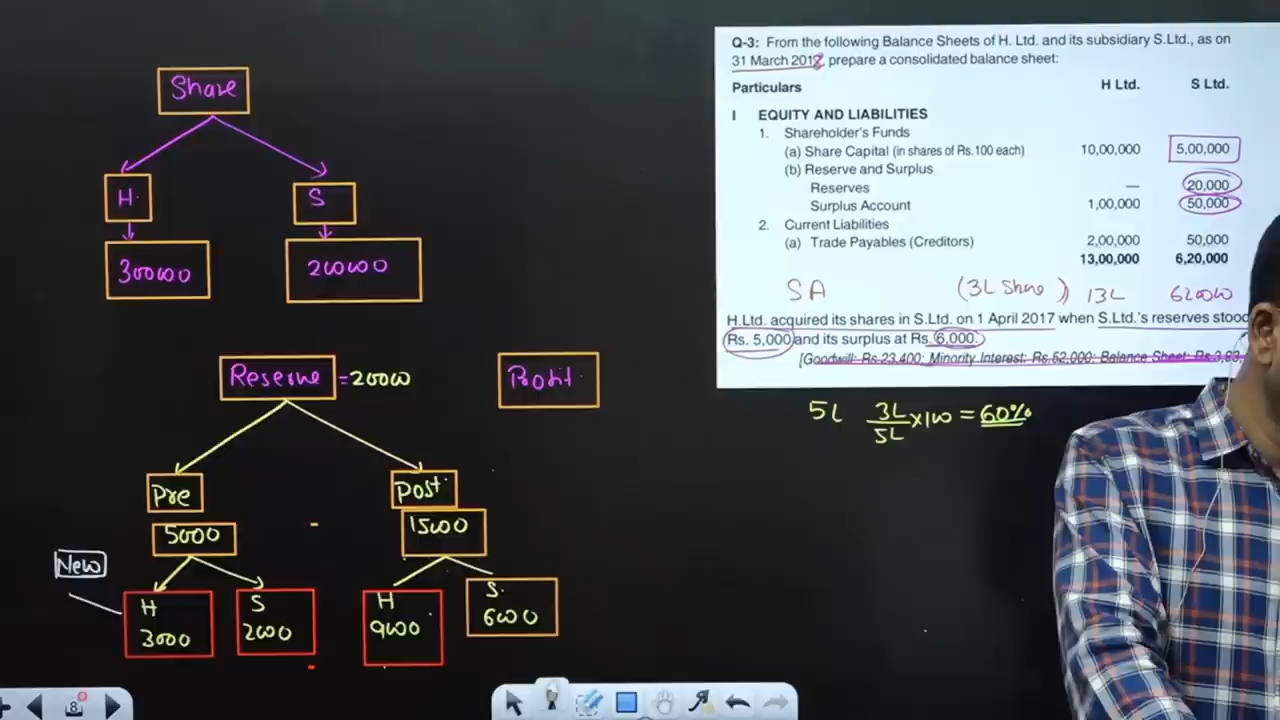 Share
H.
S
300000
200000
Reserve = 20000
Profit
Pre
Post
5000
15000
New
H
3000
S
2000
H
9000
S.
6000
Q-3: From the following Balance Sheets of H. Ltd. and its subsidiary S.Ltd., as on
31 March 2018, prepare a consolidated balance sheet:
Particulars H Ltd. S Ltd.
I EQUITY AND LIABILITIES
1. Shareholder's Funds
(a) Share Capital (in shares of Rs.100 each) 10,00,000 5,00,000
(b) Reserve and Surplus
Reserves — 20,000
Surplus Account 1,00,000 50,000
2. Current Liabilities
(a) Trade Payables (Creditors) 2,00,000 50,000
13,00,000 6,20,000
SA (3L Share) 13L 620000
H.Ltd. acquired its shares in S.Ltd. on 1 April 2017 when S.Ltd.'s reserves stood
Rs. 5,000 and its surplus at Rs. 6,000.
[Goodwill: Rs.23,400; Minority Interest: Rs.52,000; Balance Sheet: Rs.
5L 3L/5L x100 = 60%
8